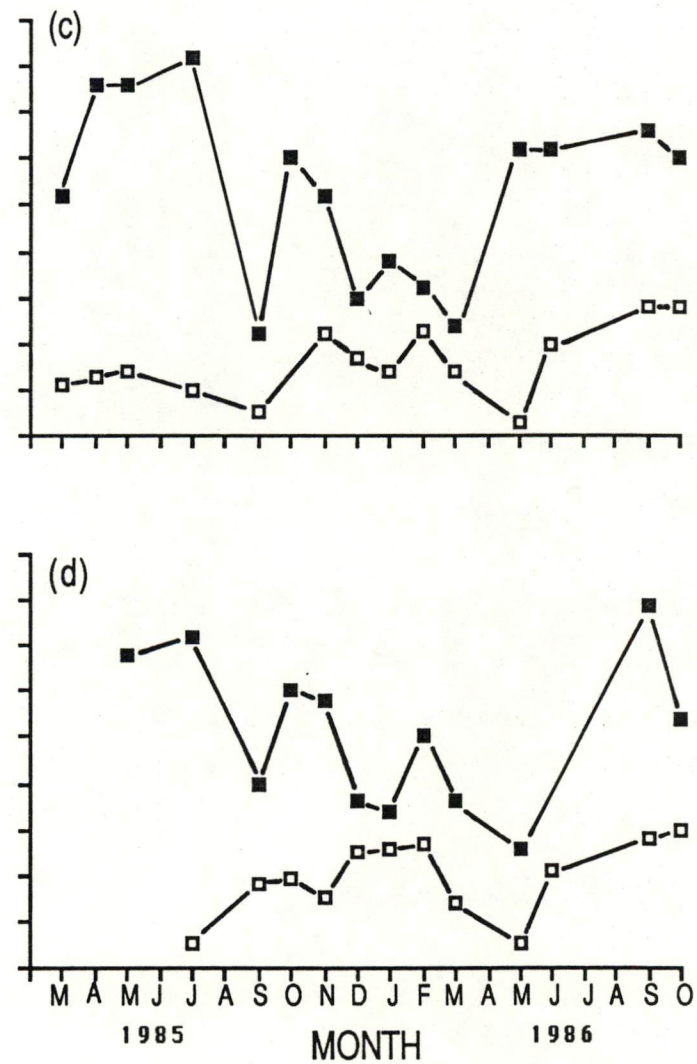 (c)
(d)
M A M J J A S O N D J F M A M J J A S O
1985 1986
MONTH